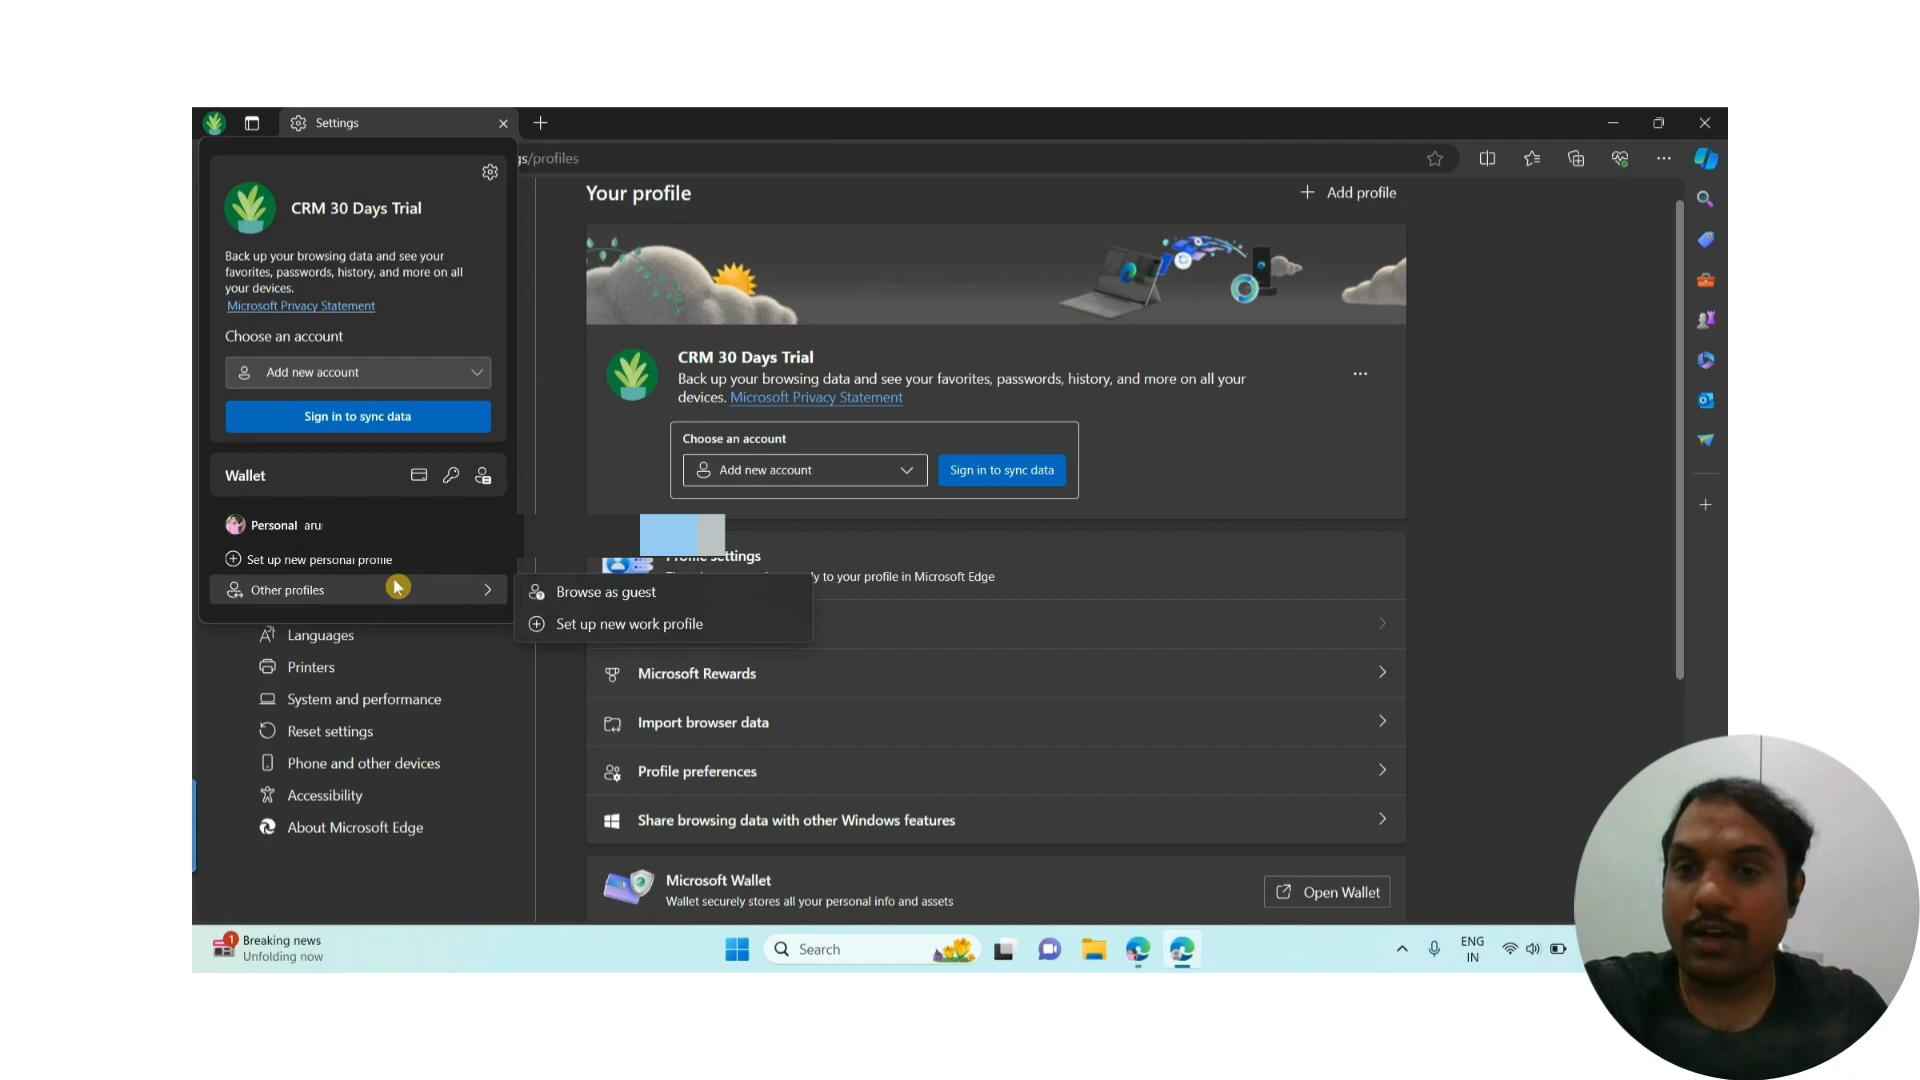 Settings
gs/profiles
CRM 30 Days Trial
Back up your browsing data and see your
favorites, passwords, history, and more on all
your devices.
Microsoft Privacy Statement
Choose an account
Add new account
Sign in to sync data
Wallet
Personal aru
Set up new personal profile
Other profiles
Browse as guest
Set up new work profile
Languages
Printers
System and performance
Reset settings
Phone and other devices
Accessibility
About Microsoft Edge
Your profile
Add profile
CRM 30 Days Trial
Back up your browsing data and see your favorites, passwords, history, and more on all your
devices. Microsoft Privacy Statement
Choose an account
Add new account
Sign in to sync data
Profile settings
ly to your profile in Microsoft Edge
Microsoft Rewards
Import browser data
Profile preferences
Share browsing data with other Windows features
Microsoft Wallet
Wallet securely stores all your personal info and assets
Open Wallet
1
Breaking news
Unfolding now
Search
ENG
IN